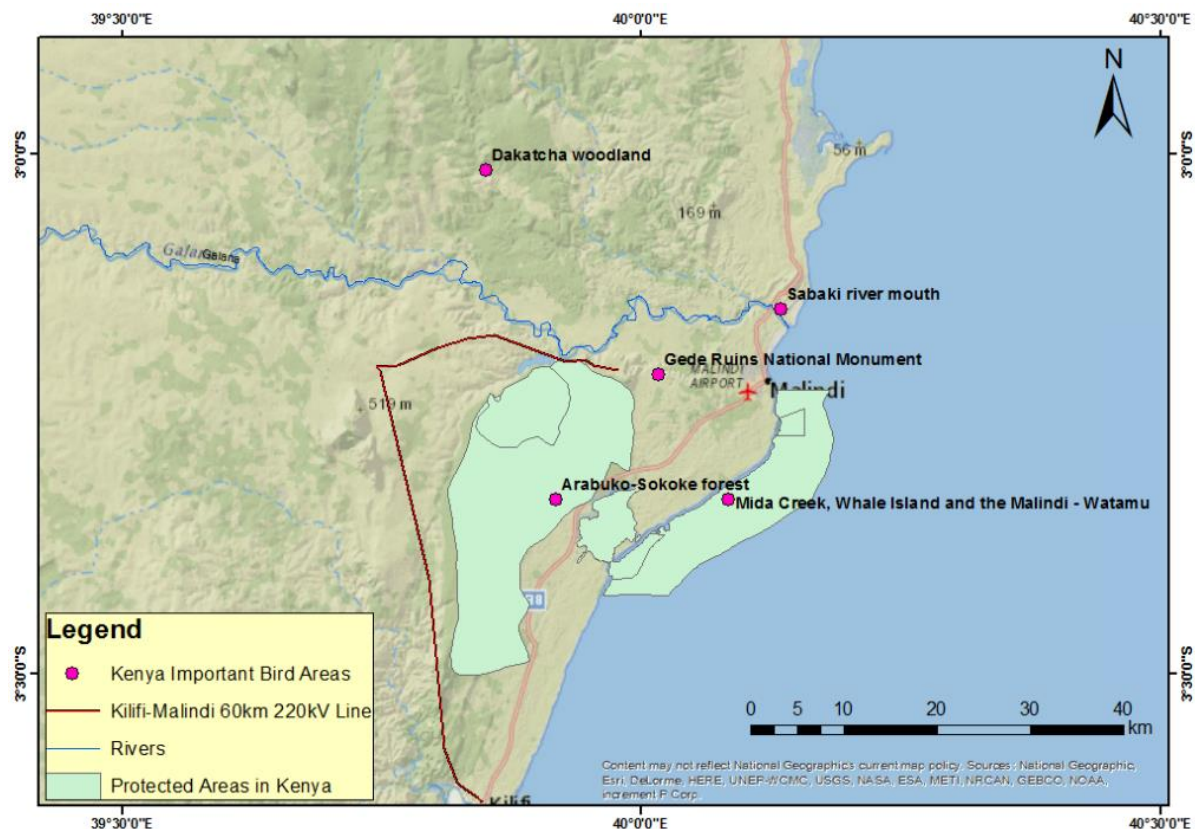 39°30'0"E
40°0'0"E
40°30'0"E
N
3°0'0"S
3°0'0"S
Dakatcha woodland
56 m
169 m
Galana
Galana
Sabaki river mouth
Gede Ruins National Monument
MALINDI
AIRPORT
Malindi
519 m
Arabuko-Sokoke forest
Mida Creek, Whale Island and the Malindi - Watamu
Legend
Kenya Important Bird Areas
Kilifi-Malindi 60km 220kV Line
Rivers
Protected Areas in Kenya
3°30'0"S
3°30'0"S
0 5 10 20 30 40
km
Content may not reflect National Geographic's current map policy. Sources: National Geographic,
Esri, DeLorme, HERE, UNEP-WCMC, USGS, NASA, ESA, METI, NRCAN, GEBCO, NOAA,
increment P Corp.
Kilifi
39°30'0"E
40°0'0"E
40°30'0"E